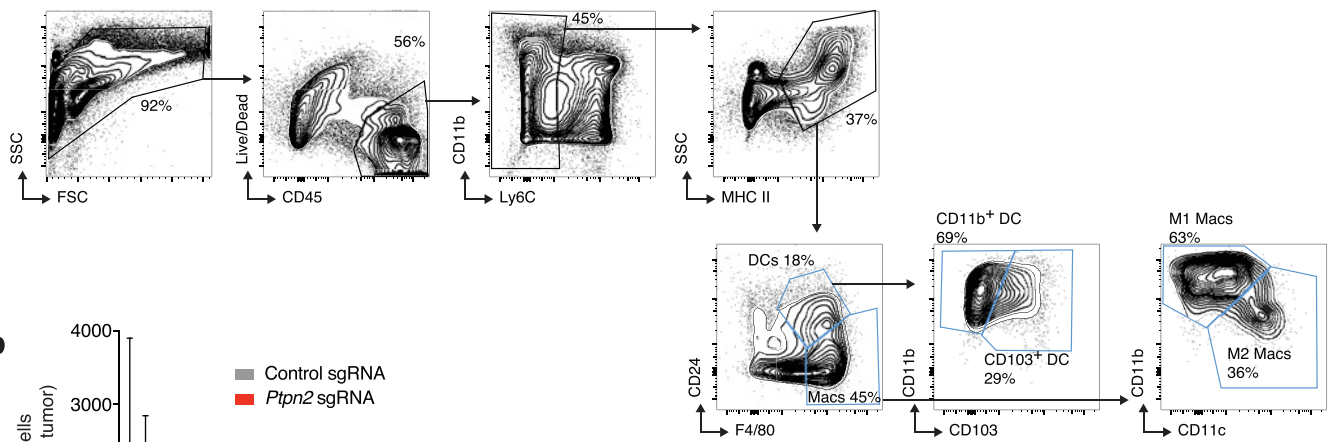 92%
SSC
FSC
56%
Live/Dead
CD45
45%
CD11b
Ly6C
37%
SSC
MHC II
DCs 18%
Macs 45%
CD24
F4/80
CD11b+ DC
69%
CD103+ DC
29%
CD11b
CD103
M1 Macs
63%
M2 Macs
36%
CD11b
CD11c
4000
3000
ells
tumor)
Control sgRNA
Ptpn2 sgRNA